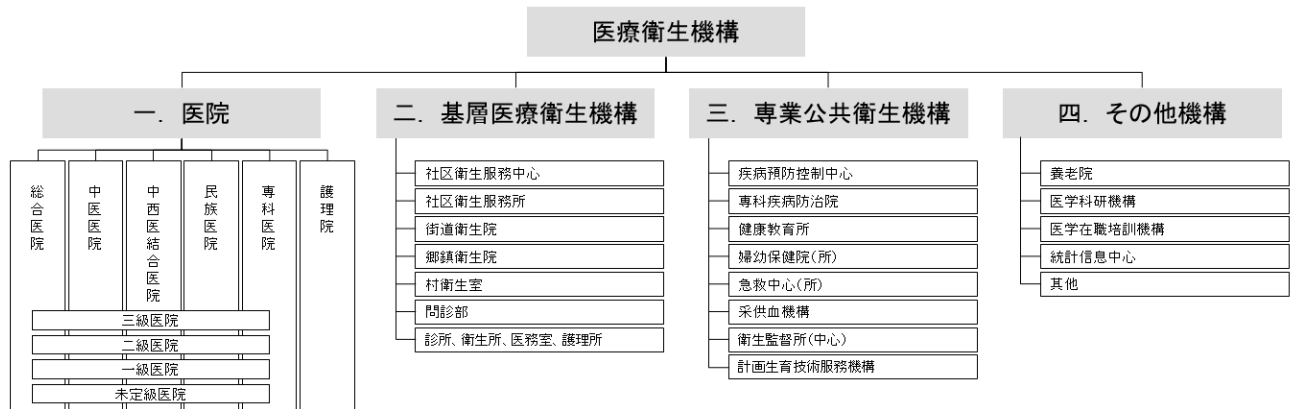 医療衛生機構
一．医院
総合医院
中医医院
中西医結合医院
民族医院
専科医院
護理院
三級医院
二級医院
一級医院
未定級医院
二．基層医療衛生機構
社区衛生服務中心
社区衛生服務所
街道衛生院
郷鎮衛生院
村衛生室
問診部
診所、衛生所、医務室、護理所
三．専業公共衛生機構
疾病預防控制中心
専科疾病防治院
健康教育所
婦幼保健院(所)
急救中心(所)
采供血機構
衛生監督所(中心)
計画生育技術服務機構
四．その他機構
養老院
医学科研機構
医学在職培訓機構
統計信息中心
其他